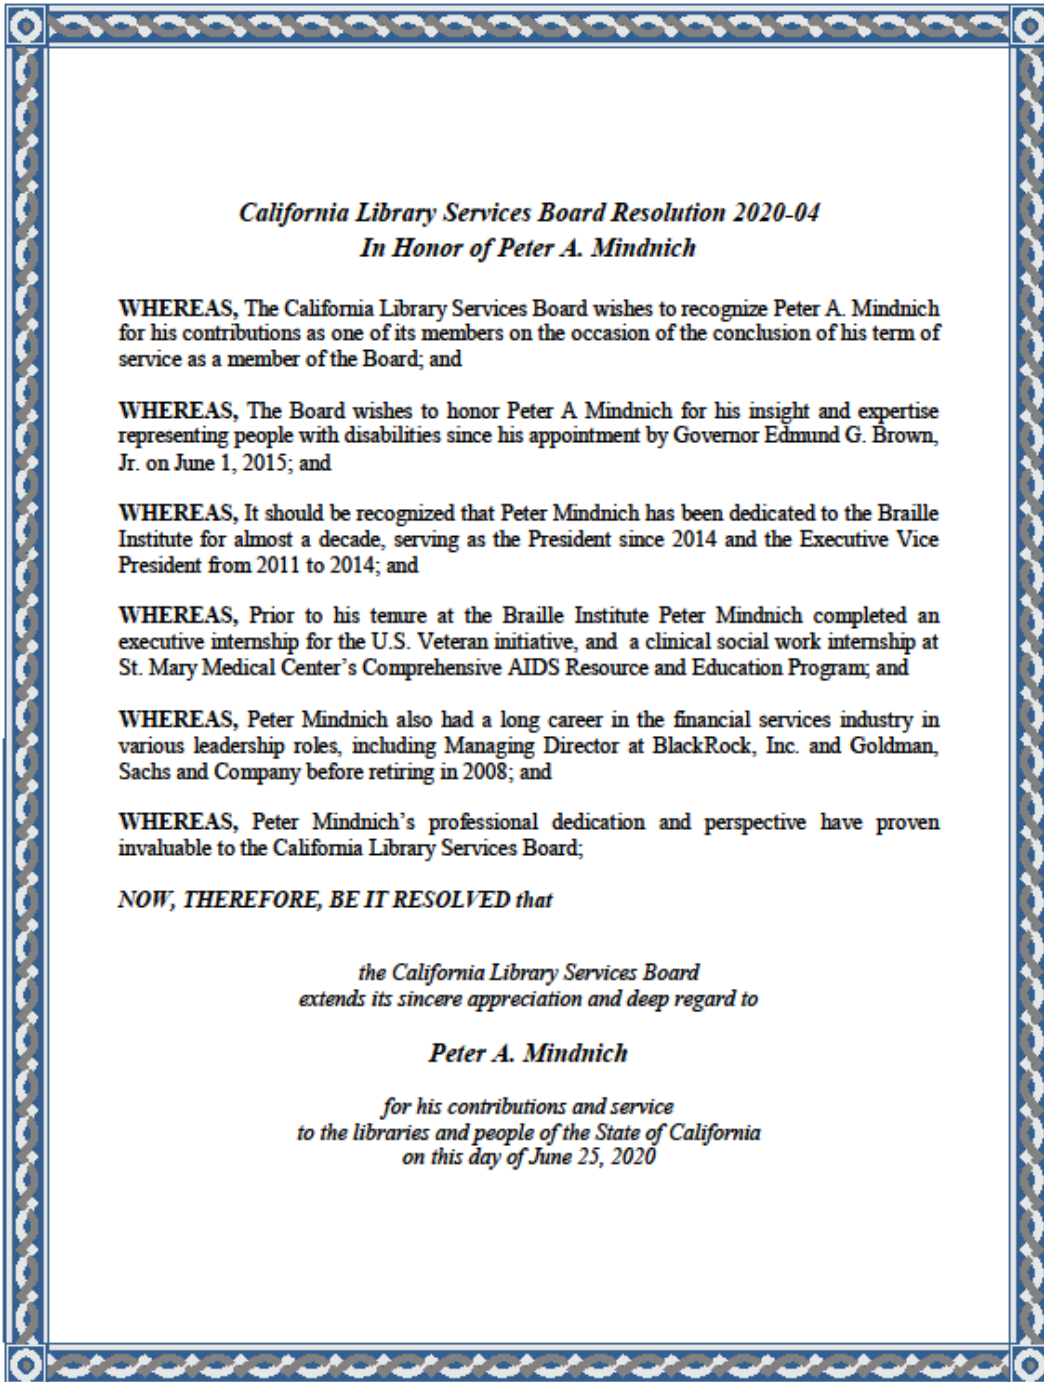 California Library Services Board Resolution 2020-04
In Honor of Peter A. Mindnich
WHEREAS, The California Library Services Board wishes to recognize Peter A. Mindnich
for his contributions as one of its members on the occasion of the conclusion of his term of
service as a member of the Board; and
WHEREAS, The Board wishes to honor Peter A Mindnich for his insight and expertise
representing people with disabilities since his appointment by Governor Edmund G. Brown,
Jr. on June 1, 2015; and
WHEREAS, It should be recognized that Peter Mindnich has been dedicated to the Braille
Institute for almost a decade, serving as the President since 2014 and the Executive Vice
President from 2011 to 2014; and
WHEREAS, Prior to his tenure at the Braille Institute Peter Mindnich completed an
executive internship for the U.S. Veteran initiative, and a clinical social work internship at
St. Mary Medical Center’s Comprehensive AIDS Resource and Education Program; and
WHEREAS, Peter Mindnich also had a long career in the financial services industry in
various leadership roles, including Managing Director at BlackRock, Inc. and Goldman,
Sachs and Company before retiring in 2008; and
WHEREAS, Peter Mindnich’s professional dedication and perspective have proven
invaluable to the California Library Services Board;
NOW, THEREFORE, BE IT RESOLVED that
the California Library Services Board
extends its sincere appreciation and deep regard to
Peter A. Mindnich
for his contributions and service
to the libraries and people of the State of California
on this day of June 25, 2020